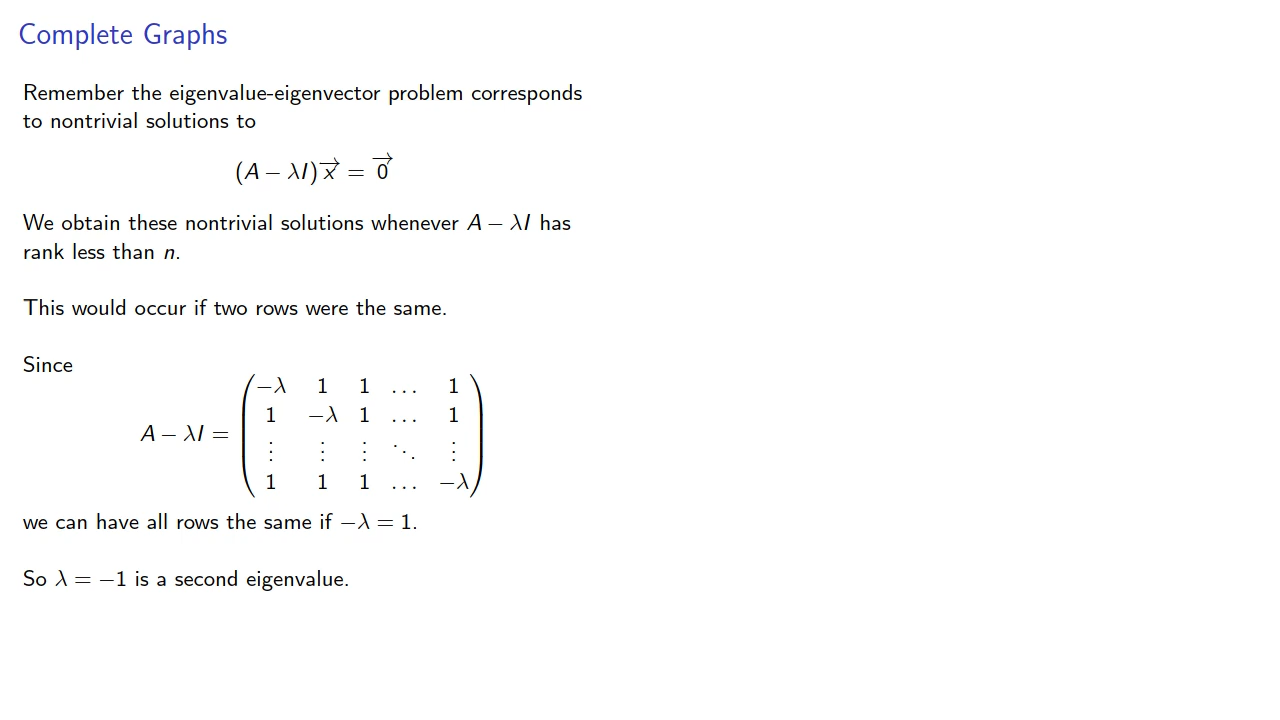 Complete Graphs
Remember the eigenvalue-eigenvector problem corresponds
to nontrivial solutions to
(A − λI)x⃗ = 0⃗
We obtain these nontrivial solutions whenever A − λI has
rank less than n.
This would occur if two rows were the same.
Since
−λ 1 1 … 1
1 −λ 1 … 1
A − λI =
⋮ ⋮ ⋮ ⋱ ⋮
1 1 1 … −λ
we can have all rows the same if −λ = 1.
So λ = −1 is a second eigenvalue.